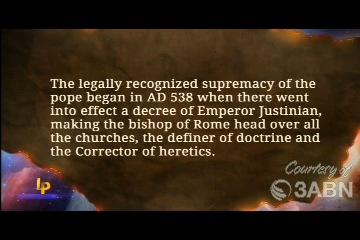 The legally recognized supremacy of the
pope began in AD 538 when there went
into effect a decree of Emperor Justinian,
making the bishop of Rome head over all
the churches, the definer of doctrine and
the Corrector of heretics.
Courtesy of
3ABN
LP